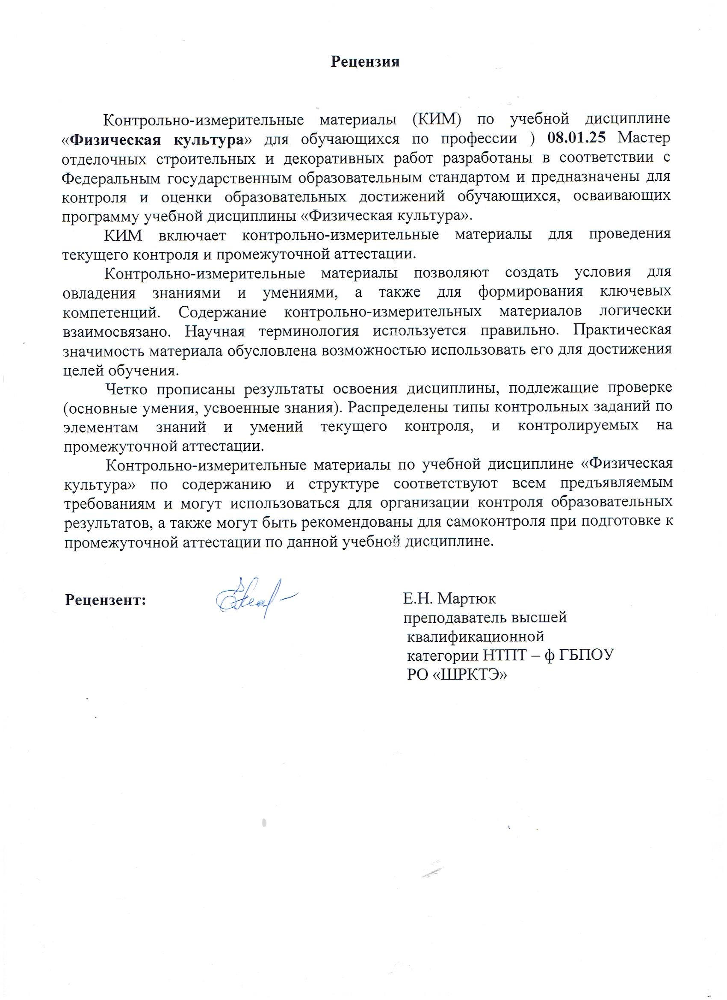 Рецензия
Контрольно-измерительные материалы (КИМ) по учебной дисциплине
«Физическая культура» для обучающихся по профессии ) 08.01.25 Мастер
отделочных строительных и декоративных работ разработаны в соответствии с
Федеральным государственным образовательным стандартом и предназначены для
контроля и оценки образовательных достижений обучающихся, осваивающих
программу учебной дисциплины «Физическая культура».
КИМ включает контрольно-измерительные материалы для проведения
текущего контроля и промежуточной аттестации.
Контрольно-измерительные материалы позволяют создать условия для
овладения знаниями и умениями, а также для формирования ключевых
компетенций. Содержание контрольно-измерительных материалов логически
взаимосвязано. Научная терминология используется правильно. Практическая
значимость материала обусловлена возможностью использовать его для достижения
целей обучения.
Четко прописаны результаты освоения дисциплины, подлежащие проверке
(основные умения, усвоенные знания). Распределены типы контрольных заданий по
элементам знаний и умений текущего контроля, и контролируемых на
промежуточной аттестации.
Контрольно-измерительные материалы по учебной дисциплине «Физическая
культура» по содержанию и структуре соответствуют всем предъявляемым
требованиям и могут использоваться для организации контроля образовательных
результатов, а также могут быть рекомендованы для самоконтроля при подготовке к
промежуточной аттестации по данной учебной дисциплине.
Рецензент: Е.Н. Мартюк
преподаватель высшей
квалификационной
категории НТПТ – ф ГБПОУ
РО «ШРКТЭ»